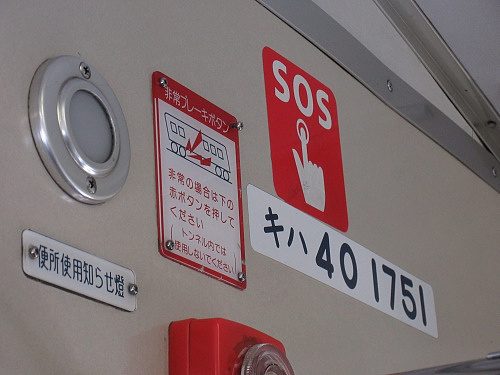 便所使用知らせ燈
非常ブレーキボタン
非常の場合は下の
赤ボタンを押して
ください
トンネル内では
使用しないでください
SOS
キハ40 1751